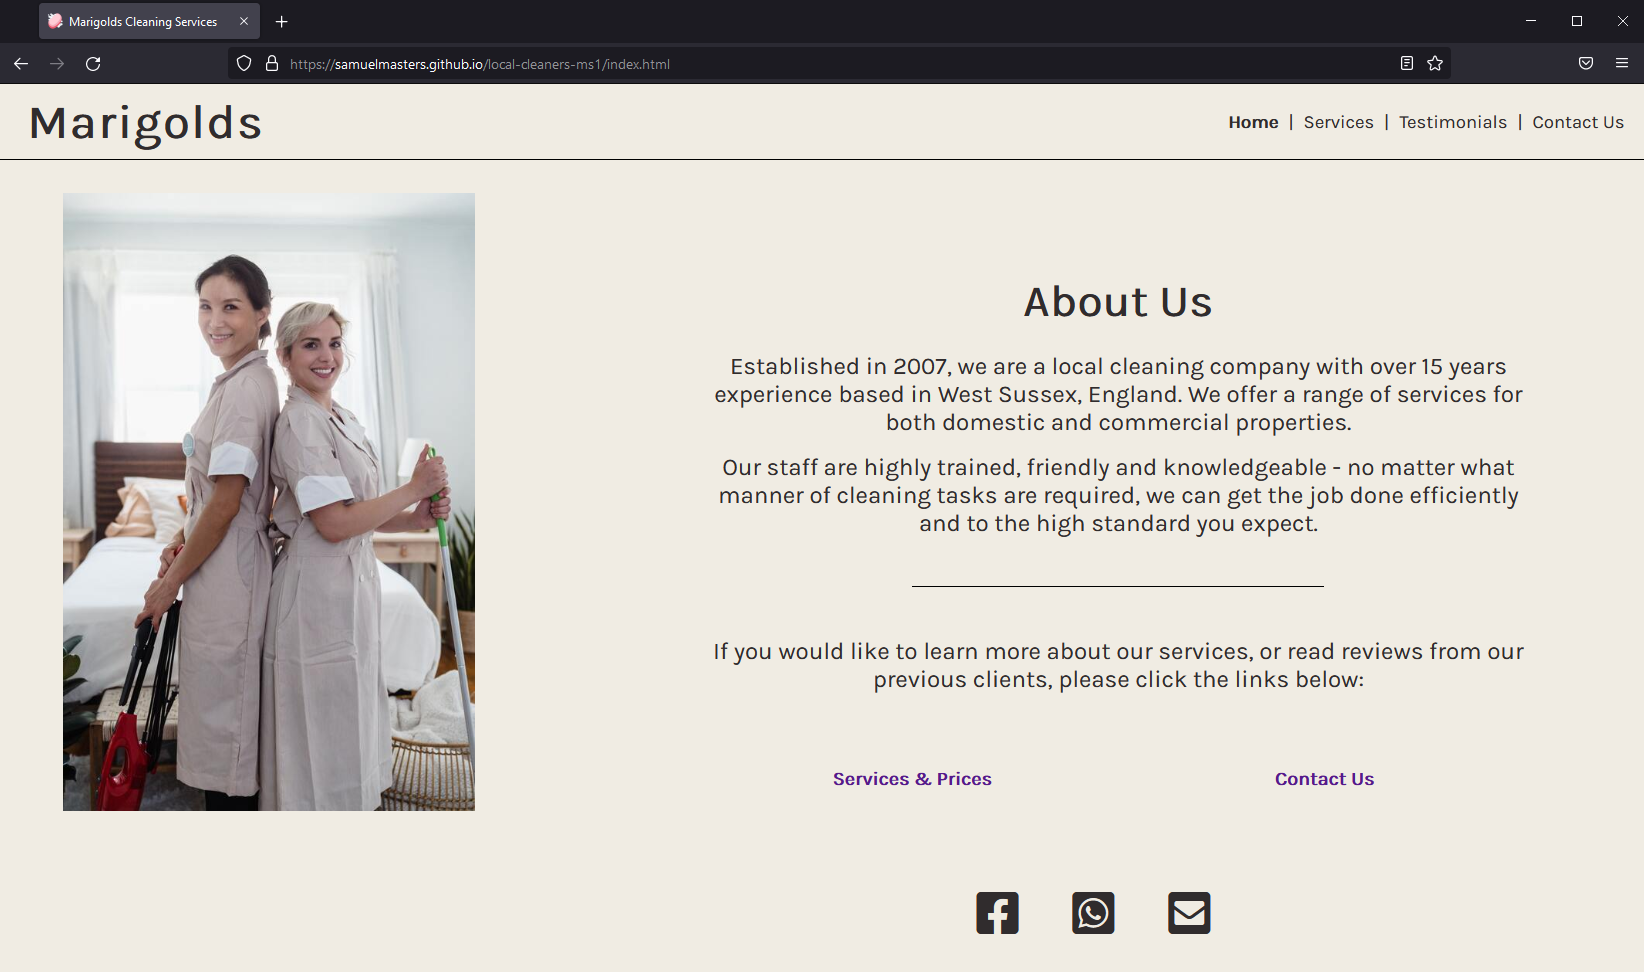 Marigolds Cleaning Services
https://samuelmasters.github.io/local-cleaners-ms1/index.html
Marigolds
Home | Services | Testimonials | Contact Us
About Us
Established in 2007, we are a local cleaning company with over 15 years
experience based in West Sussex, England. We offer a range of services for
both domestic and commercial properties.
Our staff are highly trained, friendly and knowledgeable - no matter what
manner of cleaning tasks are required, we can get the job done efficiently
and to the high standard you expect.
If you would like to learn more about our services, or read reviews from our
previous clients, please click the links below:
Services & Prices
Contact Us